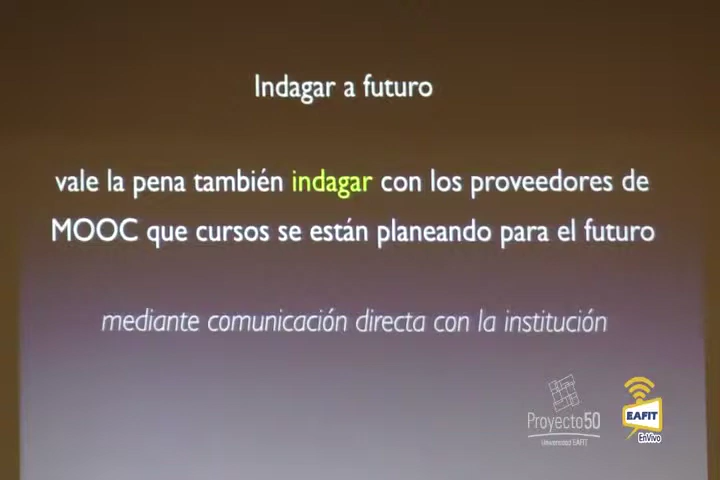 Indagar a futuro
vale la pena también indagar con los proveedores de
MOOC que cursos se están planeando para el futuro
mediante comunicación directa con la institución
Proyecto50
Universidad EAFIT
EAFIT
EnVivo